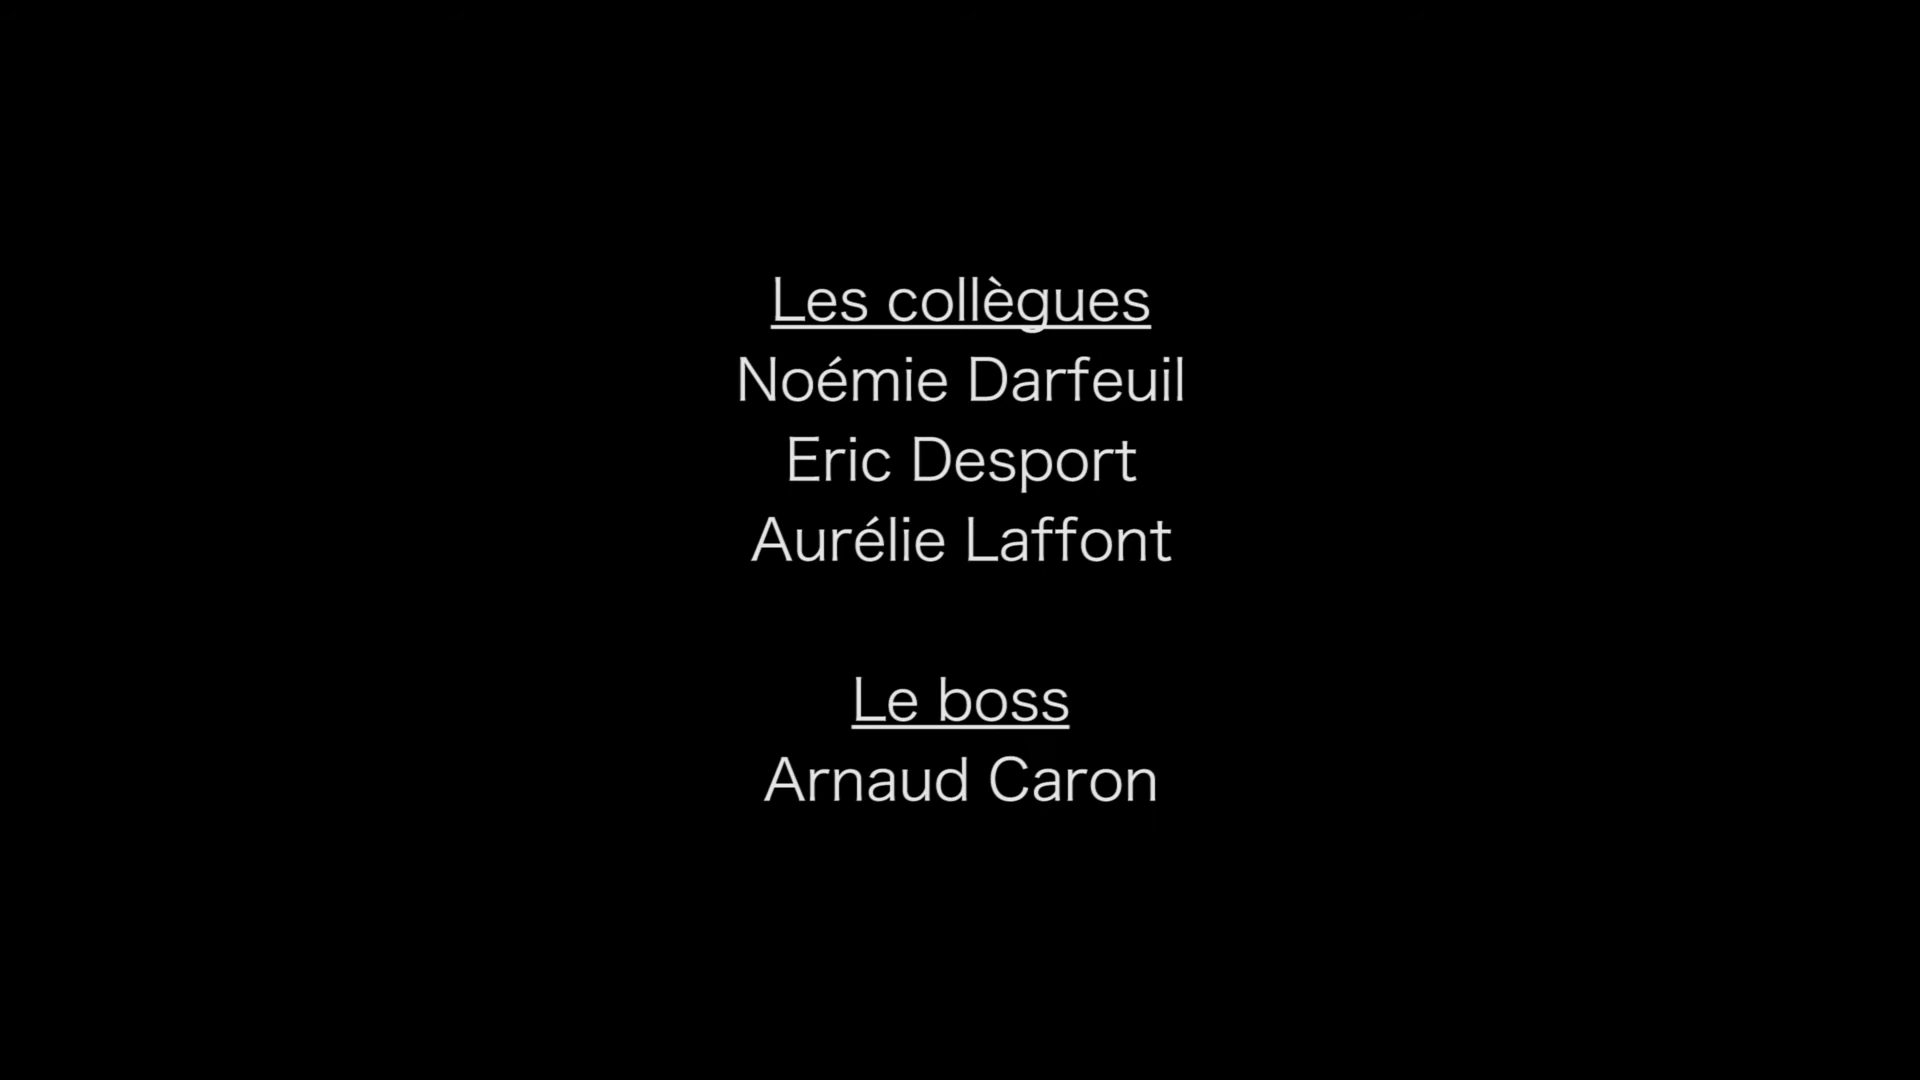 Les collègues
Noémie Darfeuil
Eric Desport
Aurélie Laffont
Le boss
Arnaud Caron